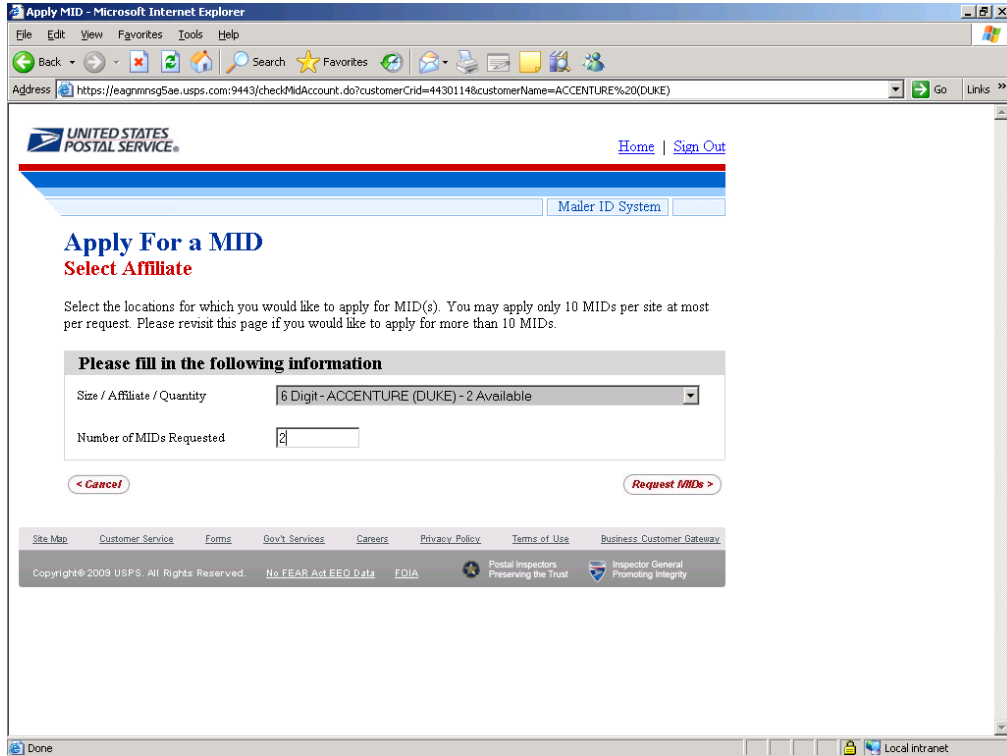 Apply MID - Microsoft Internet Explorer
File Edit View Favorites Tools Help
Back Search Favorites
Address https://eagnmnsg5ae.usps.com:9443/checkMidAccount.do?customerCrid=4430114&customerName=ACCENTURE%20(DUKE) Go Links »
UNITED STATES
POSTAL SERVICE®
Home | Sign Out
Mailer ID System
Apply For a MID
Select Affiliate
Select the locations for which you would like to apply for MID(s). You may apply only 10 MIDs per site at most
per request. Please revisit this page if you would like to apply for more than 10 MIDs.
Please fill in the following information
Size / Affiliate / Quantity 6 Digit - ACCENTURE (DUKE) - 2 Available
Number of MIDs Requested 2
< Cancel Request MIDs >
Site Map Customer Service Forms Gov't Services Careers Privacy Policy Terms of Use Business Customer Gateway
Copyright© 2009 USPS. All Rights Reserved. No FEAR Act EEO Data FOIA Postal Inspectors Preserving the Trust Inspector General Promoting Integrity
Done Local intranet